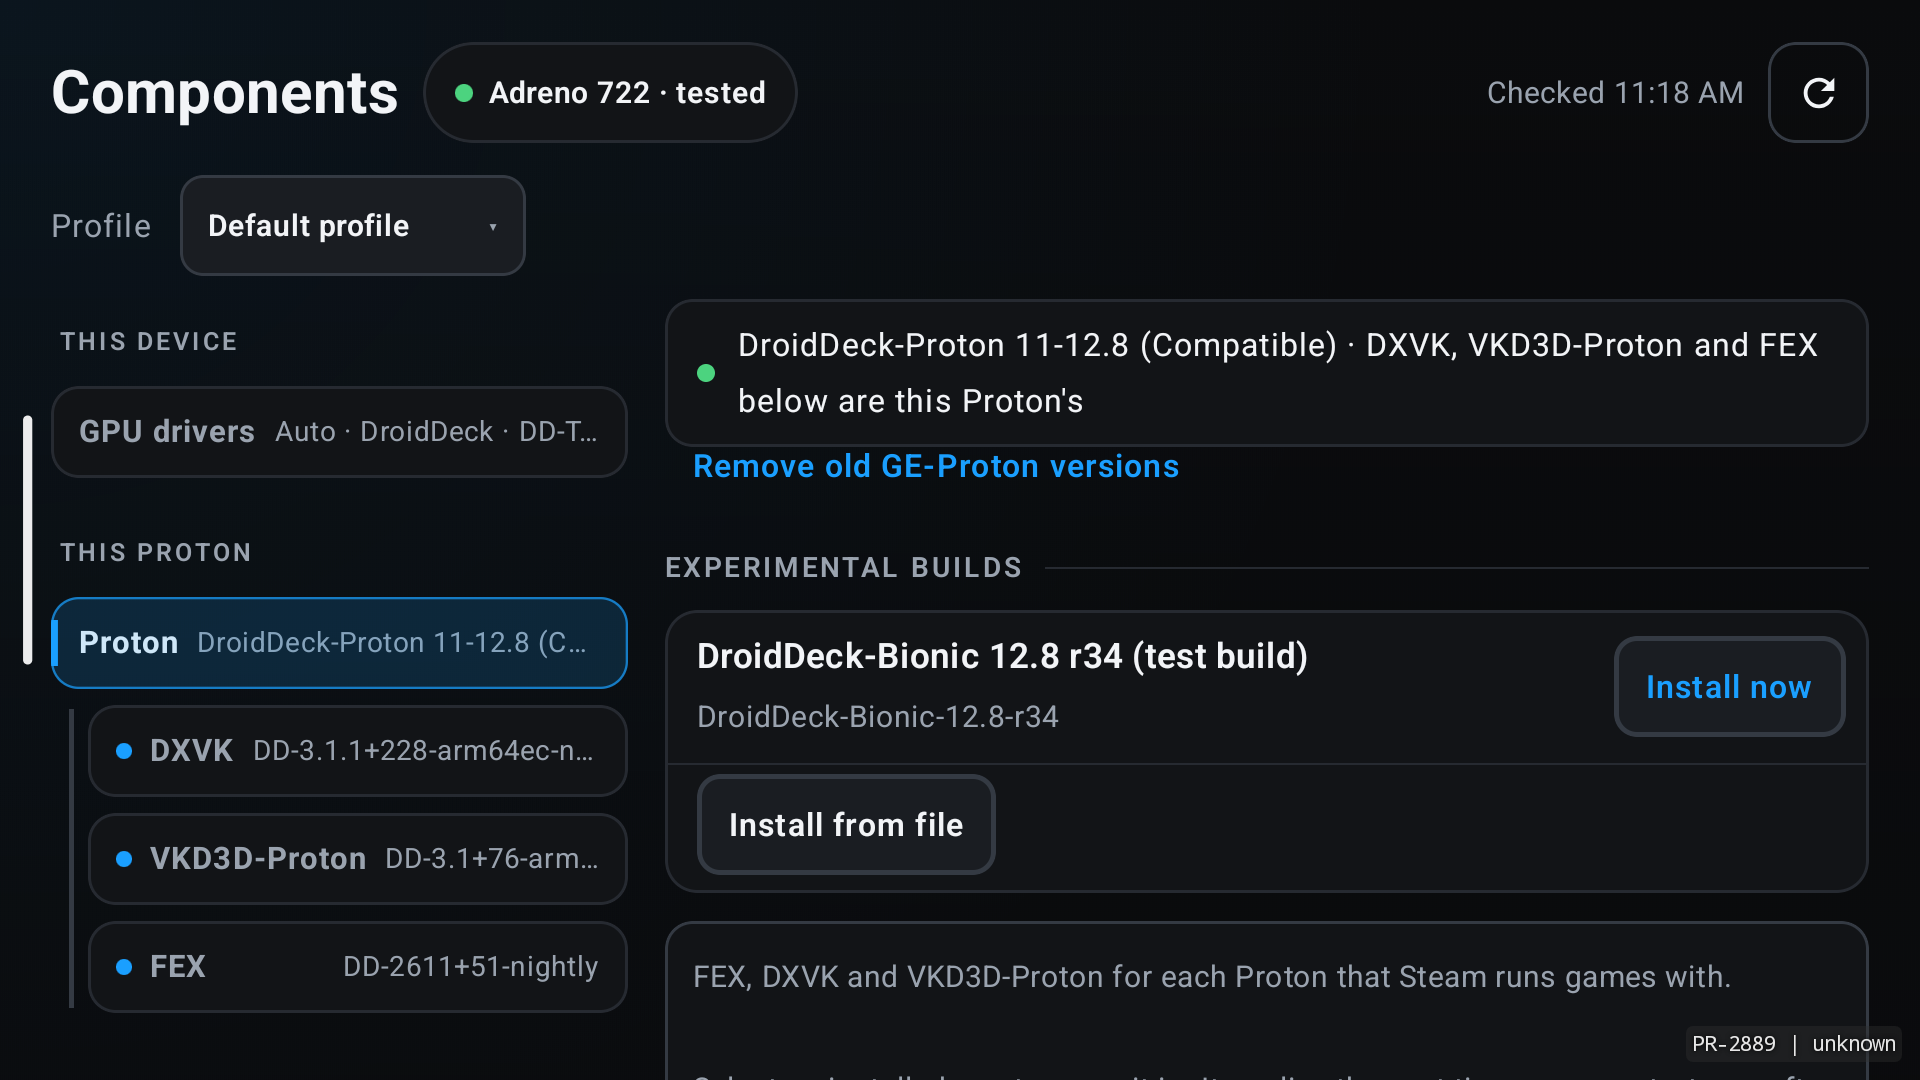 Components
Adreno 722 · tested
Checked 11:18 AM
Profile
Default profile
THIS DEVICE
GPU drivers Auto · DroidDeck · DD-T...
THIS PROTON
Proton DroidDeck-Proton 11-12.8 (C...
DXVK DD-3.1.1+228-arm64ec-n...
VKD3D-Proton DD-3.1+76-arm...
FEX DD-2611+51-nightly
DroidDeck-Proton 11-12.8 (Compatible) · DXVK, VKD3D-Proton and FEX
below are this Proton's
Remove old GE-Proton versions
EXPERIMENTAL BUILDS
DroidDeck-Bionic 12.8 r34 (test build)
DroidDeck-Bionic-12.8-r34
Install now
Install from file
FEX, DXVK and VKD3D-Proton for each Proton that Steam runs games with.
PR-2889 | unknown